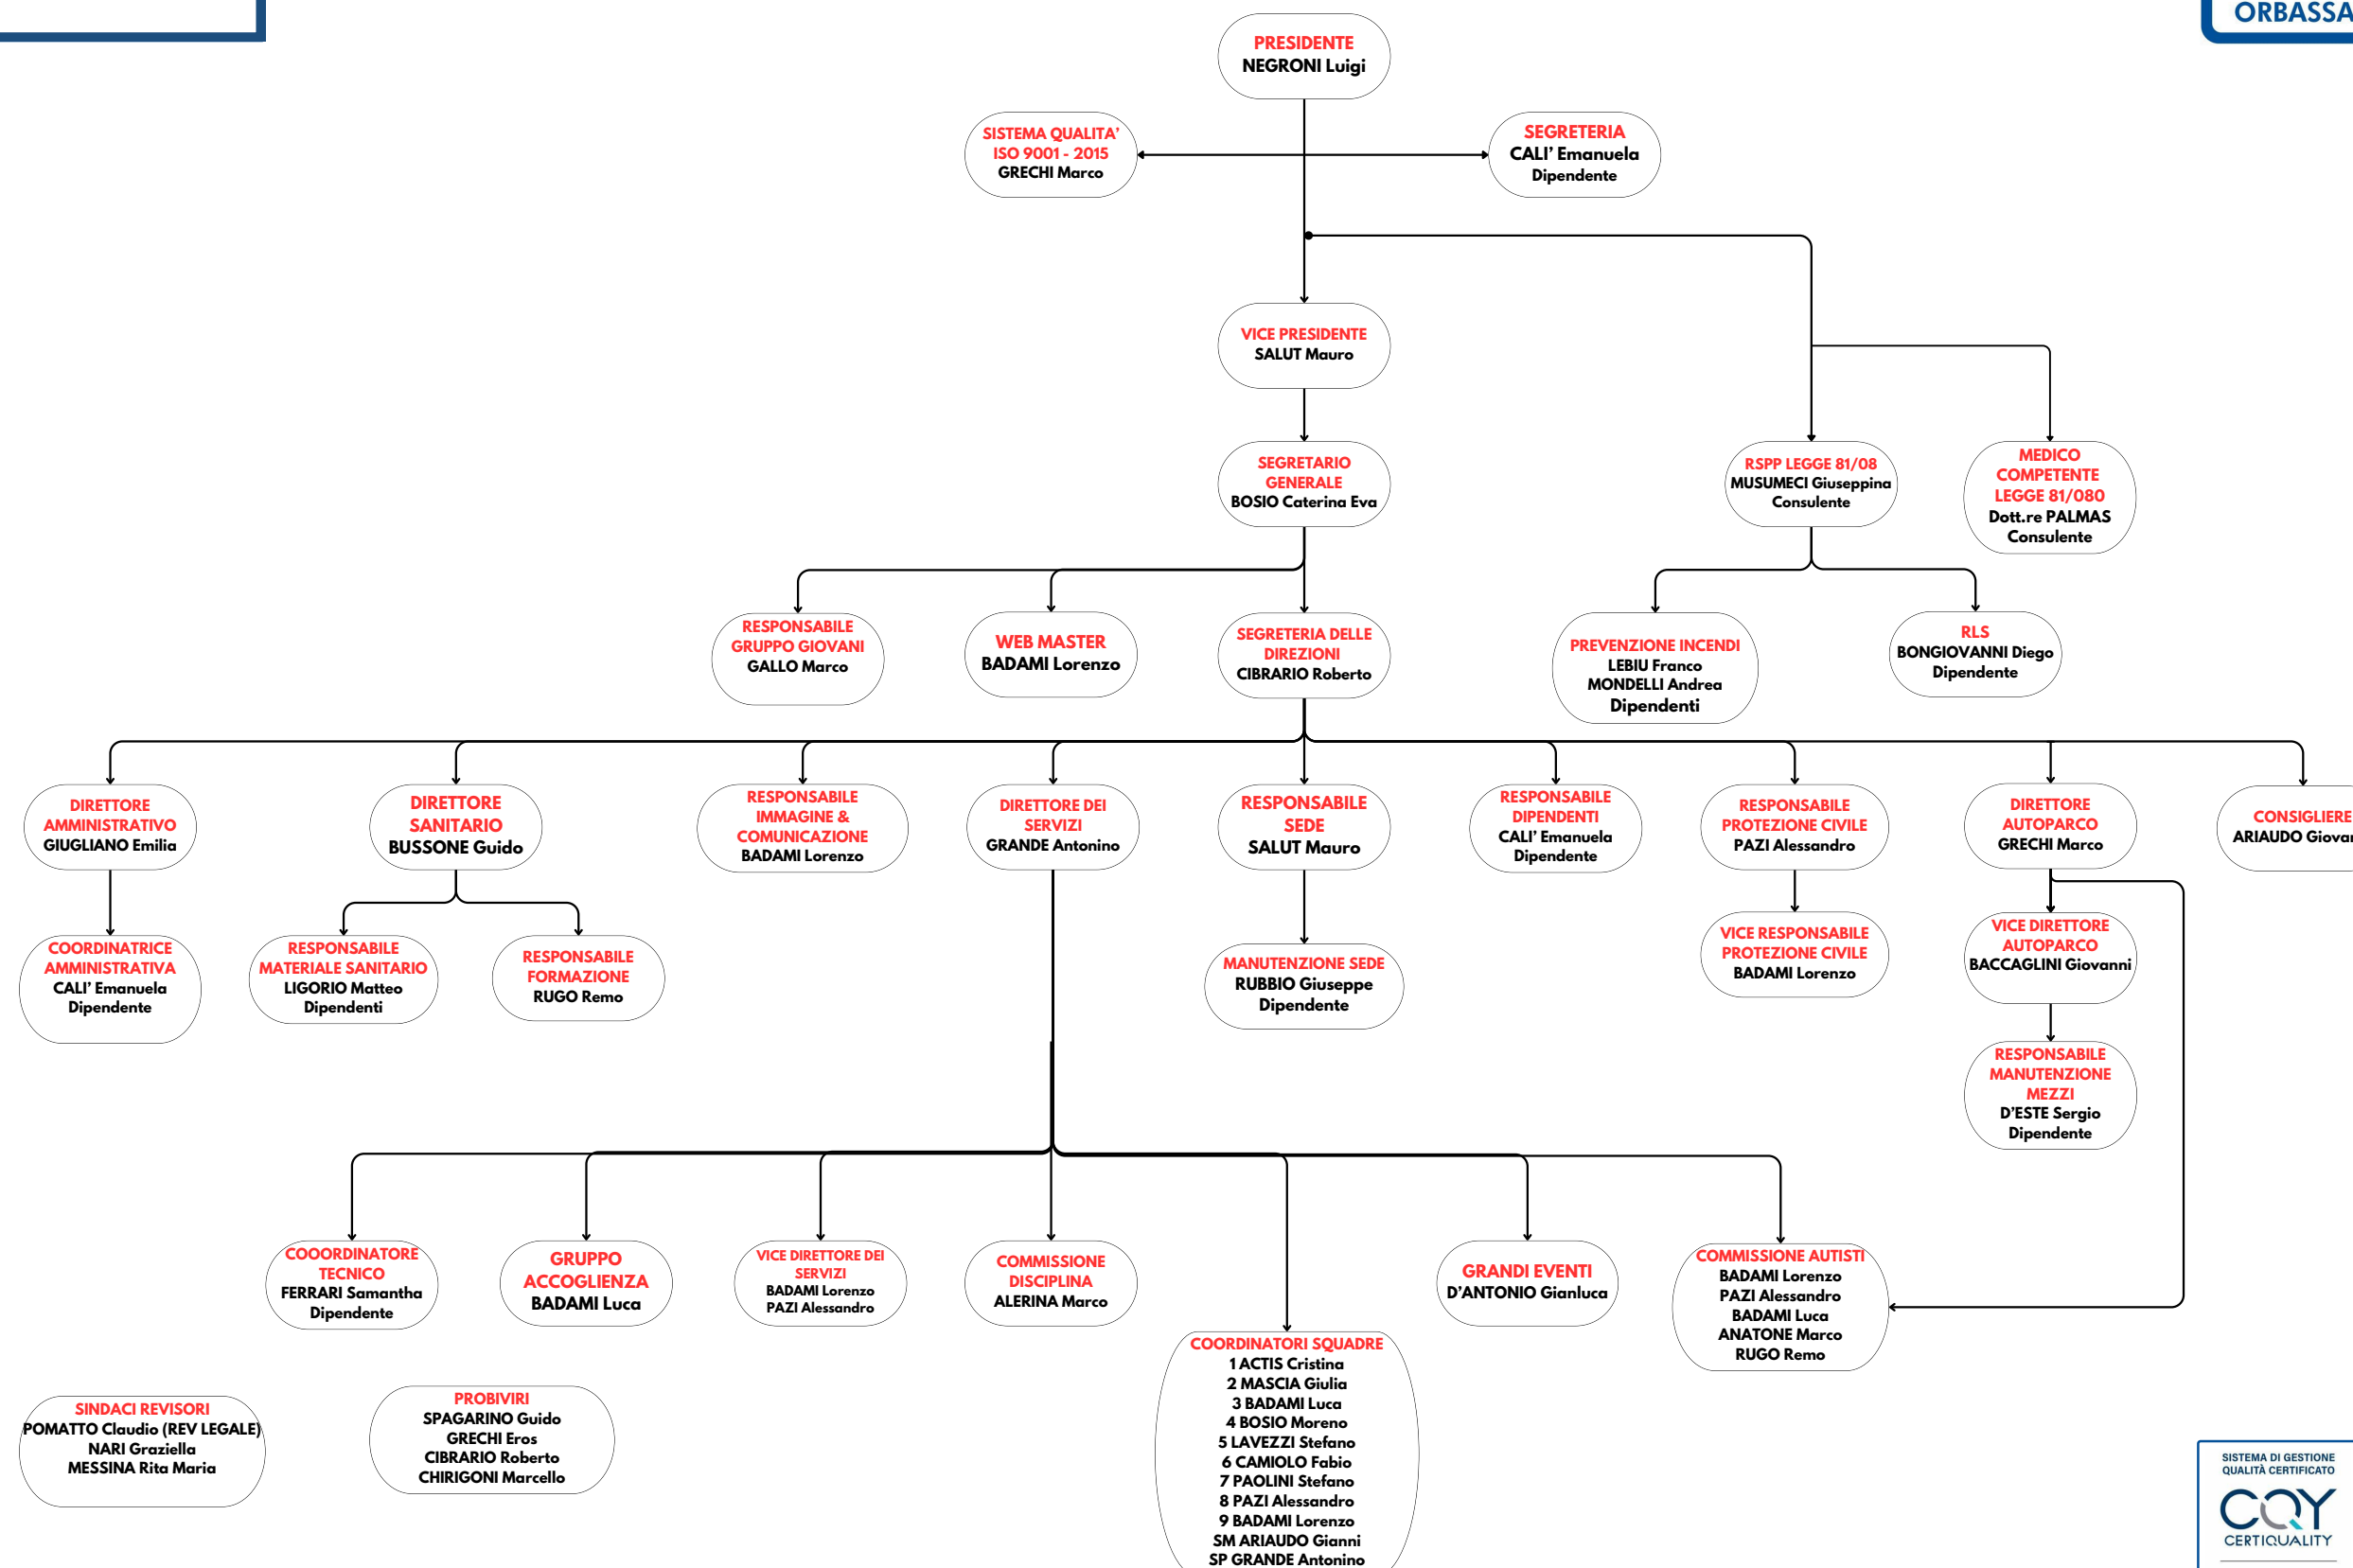 ORBASSA
PRESIDENTE
NEGRONI Luigi
SISTEMA QUALITA'
ISO 9001 - 2015
GRECHI Marco
SEGRETERIA
CALI' Emanuela
Dipendente
VICE PRESIDENTE
SALUT Mauro
SEGRETARIO
GENERALE
BOSIO Caterina Eva
RSPP LEGGE 81/08
MUSUMECI Giuseppina
Consulente
MEDICO
COMPETENTE
LEGGE 81/080
Dott.re PALMAS
Consulente
RESPONSABILE
GRUPPO GIOVANI
GALLO Marco
WEB MASTER
BADAMI Lorenzo
SEGRETERIA DELLE
DIREZIONI
CIBRARIO Roberto
PREVENZIONE INCENDI
LEBIU Franco
MONDELLI Andrea
Dipendenti
RLS
BONGIOVANNI Diego
Dipendente
DIRETTORE
AMMINISTRATIVO
GIUGLIANO Emilia
DIRETTORE
SANITARIO
BUSSONE Guido
RESPONSABILE
IMMAGINE &
COMUNICAZIONE
BADAMI Lorenzo
DIRETTORE DEI
SERVIZI
GRANDE Antonino
RESPONSABILE
SEDE
SALUT Mauro
RESPONSABILE
DIPENDENTI
CALI' Emanuela
Dipendente
RESPONSABILE
PROTEZIONE CIVILE
PAZI Alessandro
DIRETTORE
AUTOPARCO
GRECHI Marco
CONSIGLIERE
ARIAUDO Giovan
COORDINATRICE
AMMINISTRATIVA
CALI' Emanuela
Dipendente
RESPONSABILE
MATERIALE SANITARIO
LIGORIO Matteo
Dipendenti
RESPONSABILE
FORMAZIONE
RUGO Remo
MANUTENZIONE SEDE
RUBBIO Giuseppe
Dipendente
VICE RESPONSABILE
PROTEZIONE CIVILE
BADAMI Lorenzo
VICE DIRETTORE
AUTOPARCO
BACCAGLINI Giovanni
RESPONSABILE
MANUTENZIONE
MEZZI
D'ESTE Sergio
Dipendente
COOORDINATORE
TECNICO
FERRARI Samantha
Dipendente
GRUPPO
ACCOGLIENZA
BADAMI Luca
VICE DIRETTORE DEI
SERVIZI
BADAMI Lorenzo
PAZI Alessandro
COMMISSIONE
DISCIPLINA
ALERINA Marco
COORDINATORI SQUADRE
1 ACTIS Cristina
2 MASCIA Giulia
3 BADAMI Luca
4 BOSIO Moreno
5 LAVEZZI Stefano
6 CAMIOLO Fabio
7 PAOLINI Stefano
8 PAZI Alessandro
9 BADAMI Lorenzo
SM ARIAUDO Gianni
SP GRANDE Antonino
GRANDI EVENTI
D'ANTONIO Gianluca
COMMISSIONE AUTISTI
BADAMI Lorenzo
PAZI Alessandro
BADAMI Luca
ANATONE Marco
RUGO Remo
SINDACI REVISORI
POMATTO Claudio (REV LEGALE)
NARI Graziella
MESSINA Rita Maria
PROBIVIRI
SPAGARINO Guido
GRECHI Eros
CIBRARIO Roberto
CHIRIGONI Marcello
SISTEMA DI GESTIONE
QUALITÀ CERTIFICATO
CQY
CERTIQUALITY